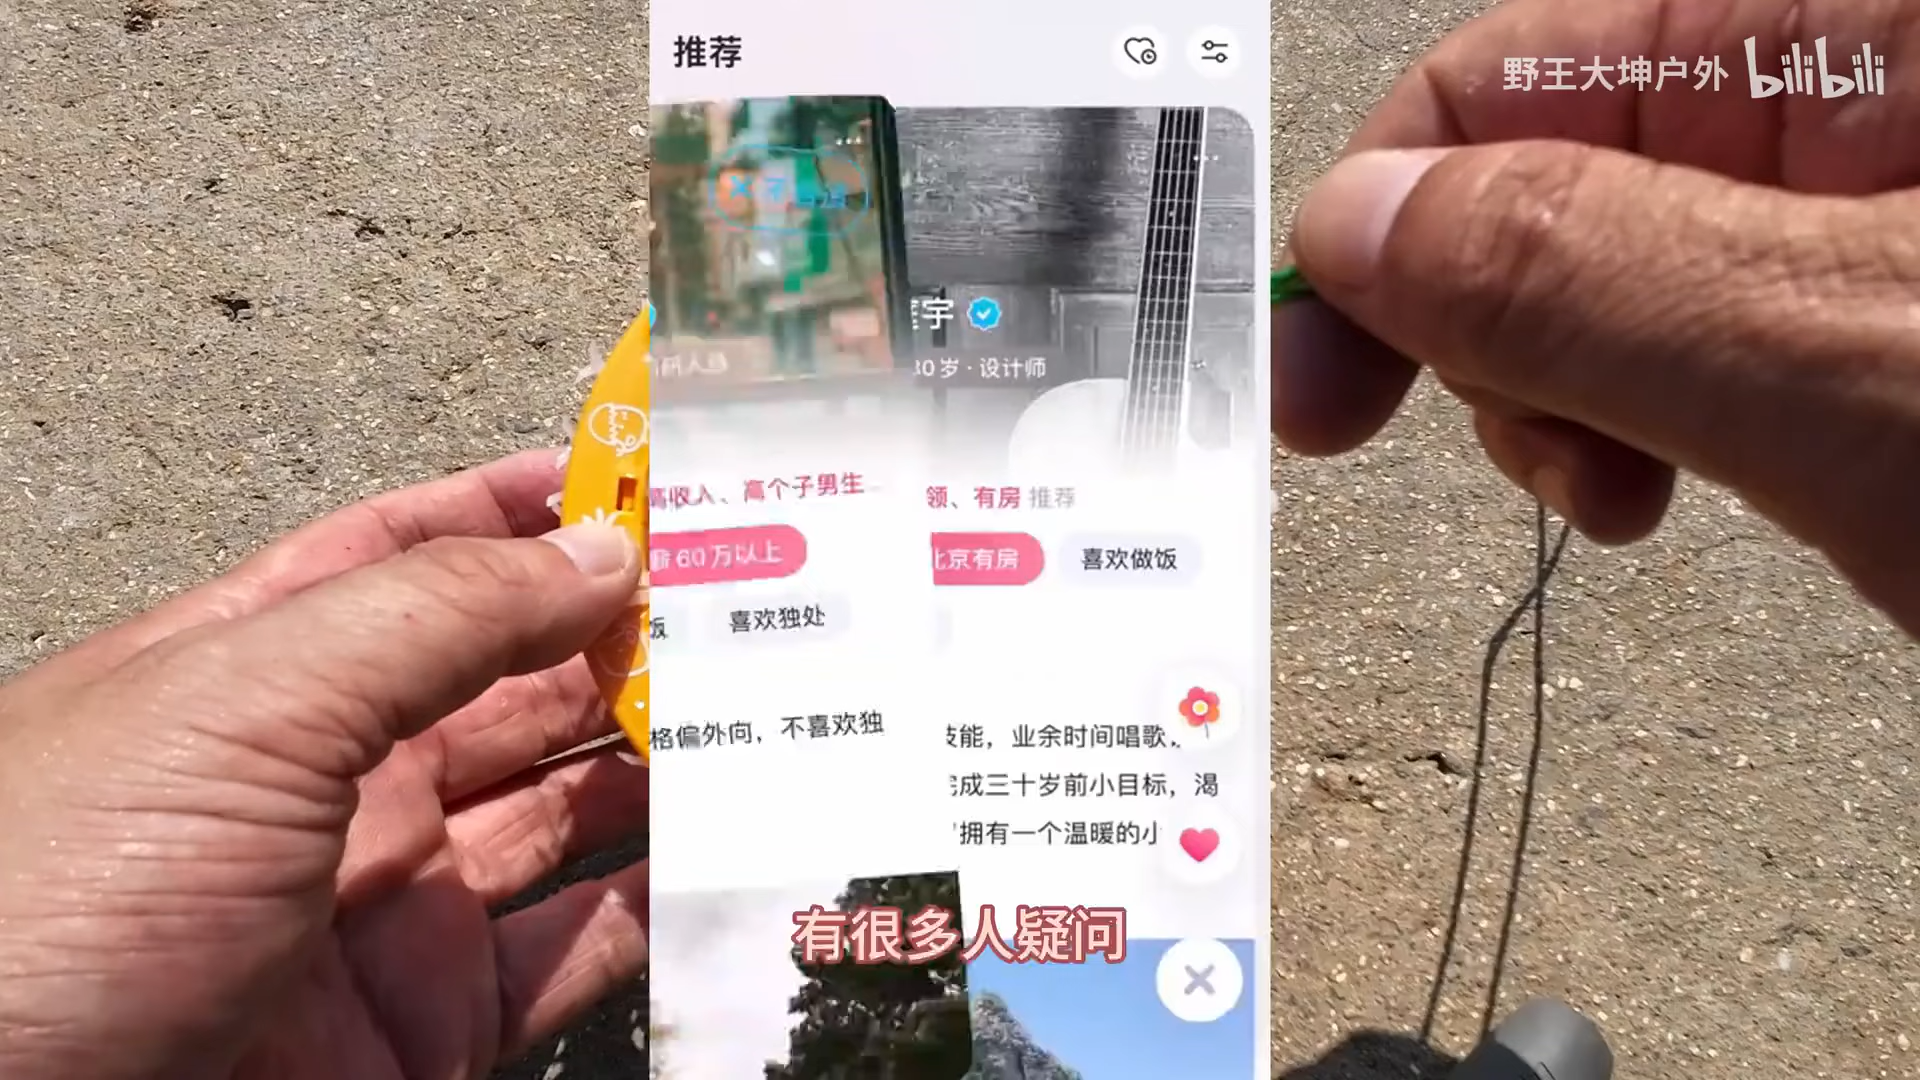 推荐
野王大坤户外 bilibili
宇
30岁·设计师
高收入、高个子男生
领、有房 推荐
薪60万以上
北京有房
喜欢做饭
饭
喜欢独处
格偏外向，不喜欢独
技能，业余时间唱歌
成三十岁前小目标，渴
拥有一个温暖的小
有很多人疑问